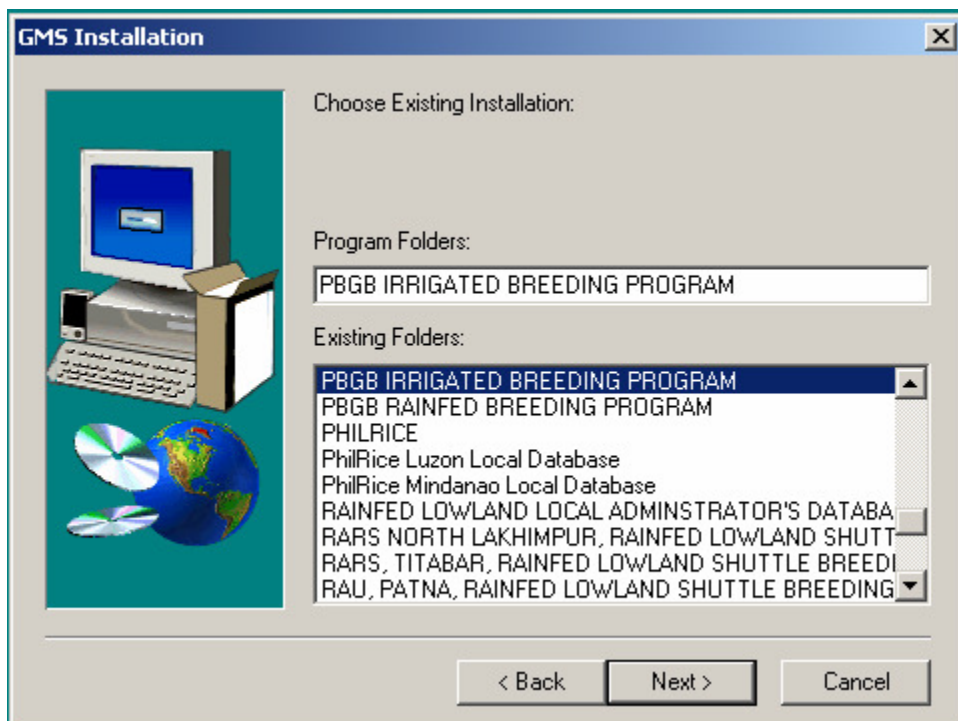 GMS Installation
Choose Existing Installation:
Program Folders:
PBGB IRRIGATED BREEDING PROGRAM
Existing Folders:
PBGB IRRIGATED BREEDING PROGRAM
PBGB RAINFED BREEDING PROGRAM
PHILRICE
PhilRice Luzon Local Database
PhilRice Mindanao Local Database
RAINFED LOWLAND LOCAL ADMINSTRATOR'S DATABA
RARS NORTH LAKHIMPUR, RAINFED LOWLAND SHUTT
RARS, TITABAR, RAINFED LOWLAND SHUTTLE BREEDI
RAU, PATNA, RAINFED LOWLAND SHUTTLE BREEDING
< Back Next > Cancel